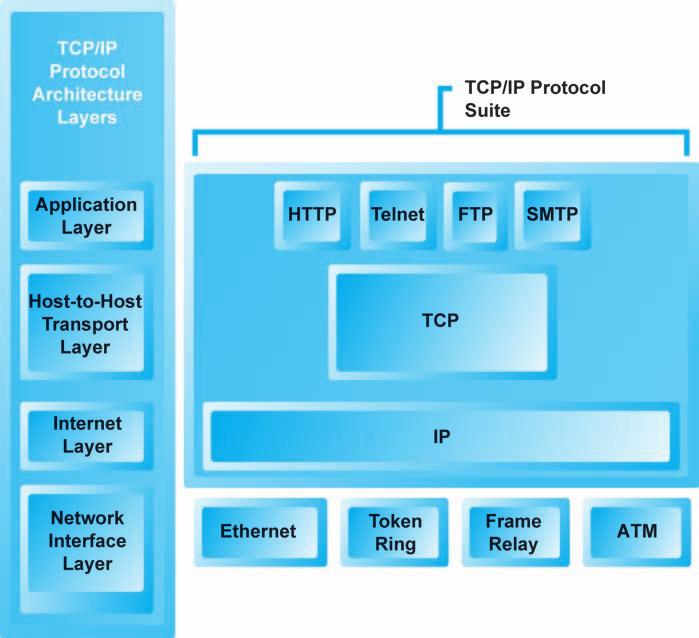 TCP/IP
Protocol
Architecture
Layers
Application
Layer
Host-to-Host
Transport
Layer
Internet
Layer
Network
Interface
Layer
TCP/IP Protocol
Suite
HTTP Telnet FTP SMTP
TCP
IP
Ethernet
Token
Ring
Frame
Relay
ATM